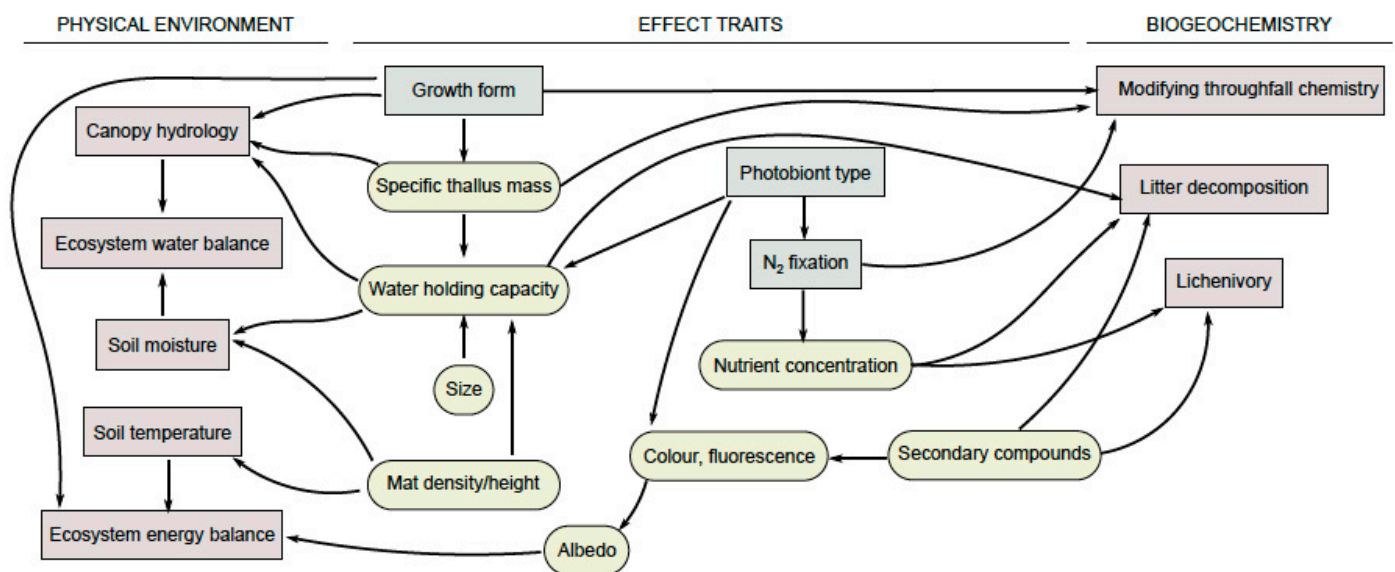 PHYSICAL ENVIRONMENT
EFFECT TRAITS
BIOGEOCHEMISTRY
Growth form
Modifying throughfall chemistry
Canopy hydrology
Specific thallus mass
Photobiont type
Litter decomposition
Ecosystem water balance
N₂ fixation
Water holding capacity
Lichenivory
Soil moisture
Nutrient concentration
Size
Soil temperature
Colour, fluorescence
Secondary compounds
Mat density/height
Ecosystem energy balance
Albedo